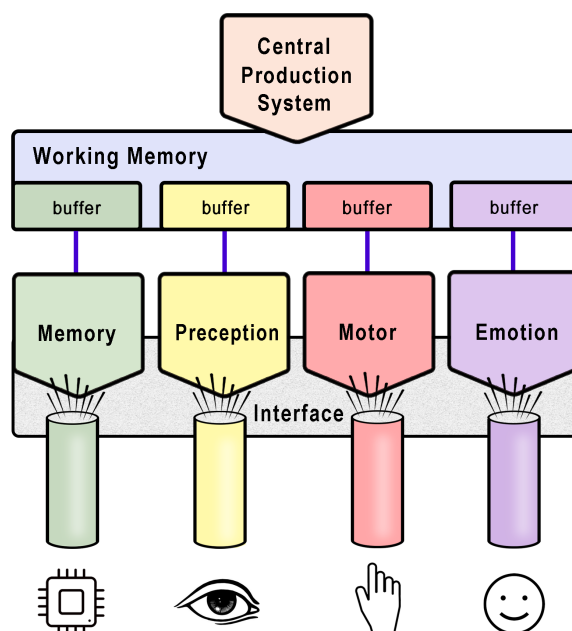 Central
Production
System
Working Memory
buffer
buffer
buffer
buffer
Memory
Preception
Motor
Emotion
Interface